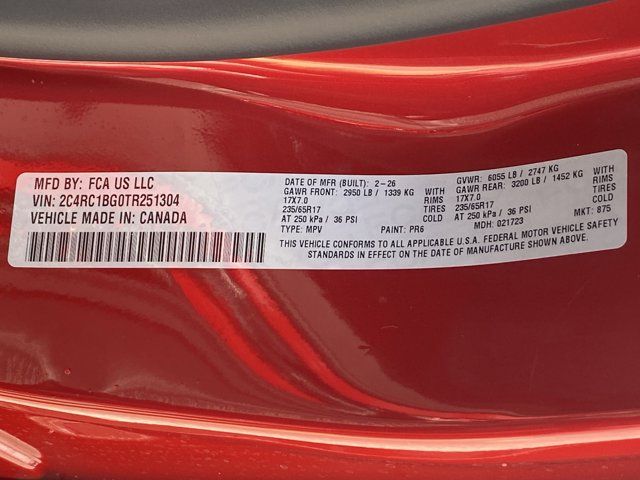 MFD BY: FCA US LLC
VIN: 2C4RC1BG0TR251304
VEHICLE MADE IN: CANADA
DATE OF MFR (BUILT): 2-26
GAWR FRONT: 2950 LB / 1339 KG WITH
17X7.0 RIMS
235/65R17 TIRES
AT 250 kPa / 36 PSI COLD
TYPE: MPV PAINT: PR6
GVWR: 6055 LB / 2747 KG
GAWR REAR: 3200 LB / 1452 KG WITH
17X7.0 RIMS
235/65R17 TIRES
AT 250 kPa / 36 PSI COLD
MDH: 021723 MKT: 875
THIS VEHICLE CONFORMS TO ALL APPLICABLE U.S.A. FEDERAL MOTOR VEHICLE SAFETY
STANDARDS IN EFFECT ON THE DATE OF MANUFACTURE SHOWN ABOVE.